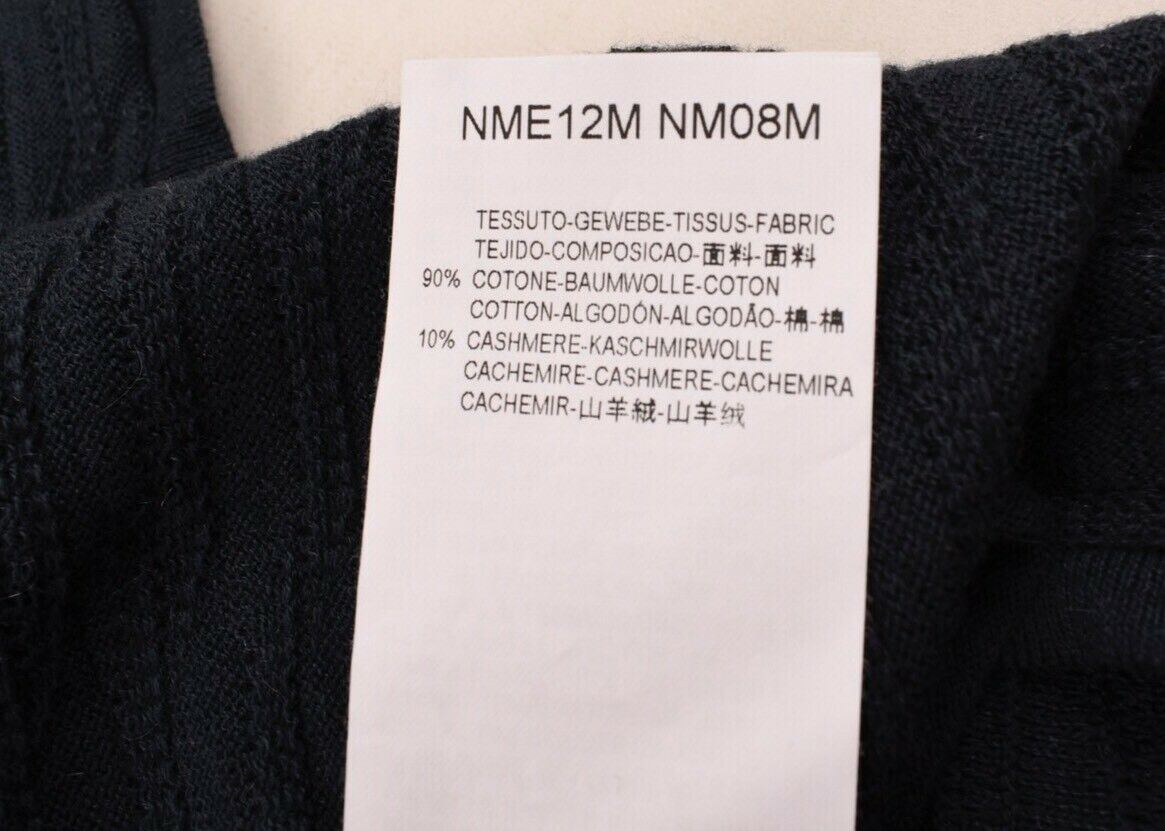 NME12M NM08M
TESSUTO-GEWEBE-TISSUS-FABRIC
TEJIDO-COMPOSICAO-面料-面料
90% COTONE-BAUMWOLLE-COTON
COTTON-ALGODÓN-ALGODÃO-棉-棉
10% CASHMERE-KASCHMIRWOLLE
CACHEMIRE-CASHMERE-CACHEMIRA
CACHEMIR-山羊絨-山羊绒